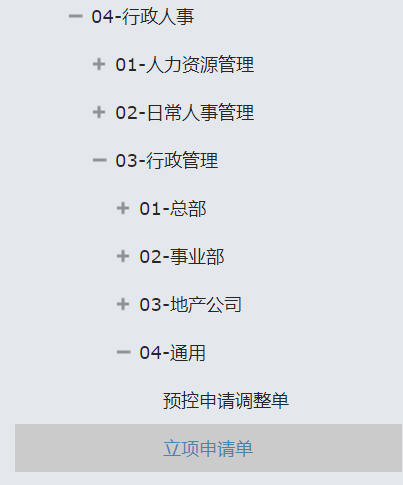 04-行政人事
01-人力资源管理
02-日常人事管理
03-行政管理
01-总部
02-事业部
03-地产公司
04-通用
预控申请调整单
立项申请单